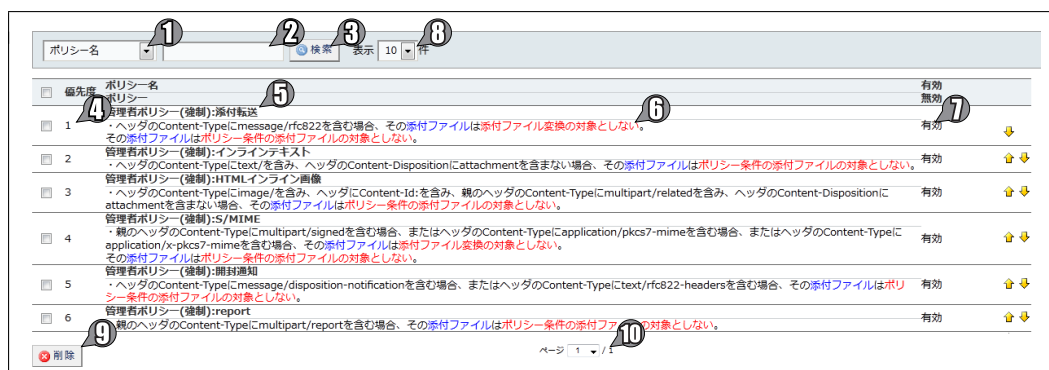 ① ② ③ ⑧
ポリシー名 検索 表示 10 件
優先度 ポリシー名 有効
ポリシー 無効
④ ⑤ ⑥ ⑦
管理者ポリシー(強制):添付転送
1 ・ヘッダのContent-Typeにmessage/rfc822を含む場合、その添付ファイルは添付ファイル変換の対象としない。 有効
その添付ファイルはポリシー条件の添付ファイルの対象としない。
管理者ポリシー(強制):インラインテキスト
2 ・ヘッダのContent-Typeにtext/を含み、ヘッダのContent-Dispositionにattachmentを含まない場合、その添付ファイルはポリシー条件の添付ファイルの対象としない。 有効
管理者ポリシー(強制):HTMLインライン画像
3 ・ヘッダのContent-Typeにimage/を含み、ヘッダにContent-Id:を含み、親のヘッダのContent-Typeにmultipart/relatedを含み、ヘッダのContent-Dispositionに 有効
attachmentを含まない場合、その添付ファイルはポリシー条件の添付ファイルの対象としない。
管理者ポリシー(強制):S/MIME
・親のヘッダのContent-Typeにmultipart/signedを含む場合、またはヘッダのContent-Typeにapplication/pkcs7-mimeを含む場合、またはヘッダのContent-Typeに
4 application/x-pkcs7-mimeを含む場合、その添付ファイルは添付ファイル変換の対象としない。 有効
その添付ファイルはポリシー条件の添付ファイルの対象としない。
管理者ポリシー(強制):開封通知
5 ・ヘッダのContent-Typeにmessage/disposition-notificationを含む場合、またはヘッダのContent-Typeにtext/rfc822-headersを含む場合、その添付ファイルはポリ 有効
シー条件の添付ファイルの対象としない。
管理者ポリシー(強制):report
6 親のヘッダのContent-Typeにmultipart/reportを含む場合、その添付ファイルはポリシー条件の添付ファイルの対象としない。 有効
⑨ ⑩
削除 ページ 1 / 1